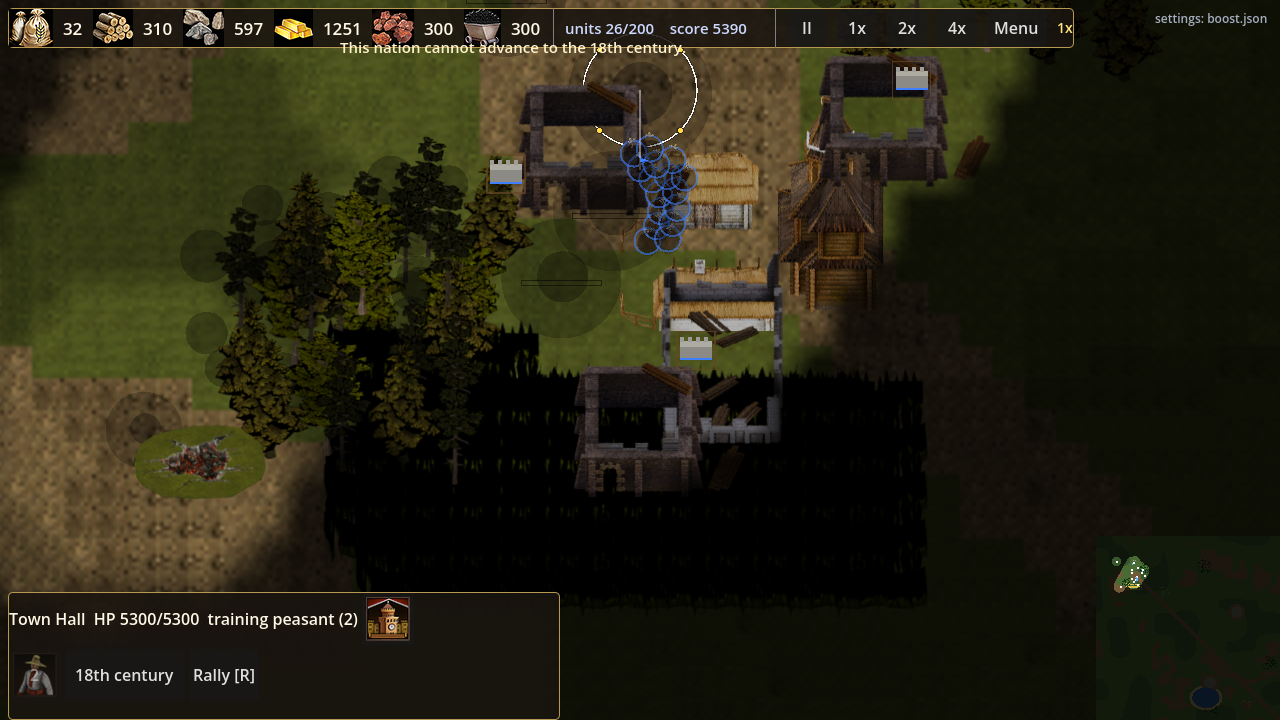 32 310 597 1251 300 300 units 26/200 score 5390 II 1x 2x 4x Menu 1x
settings: boost.json
This nation cannot advance to the 18th century.
Town Hall HP 5300/5300 training peasant (2)
2 18th century Rally [R]